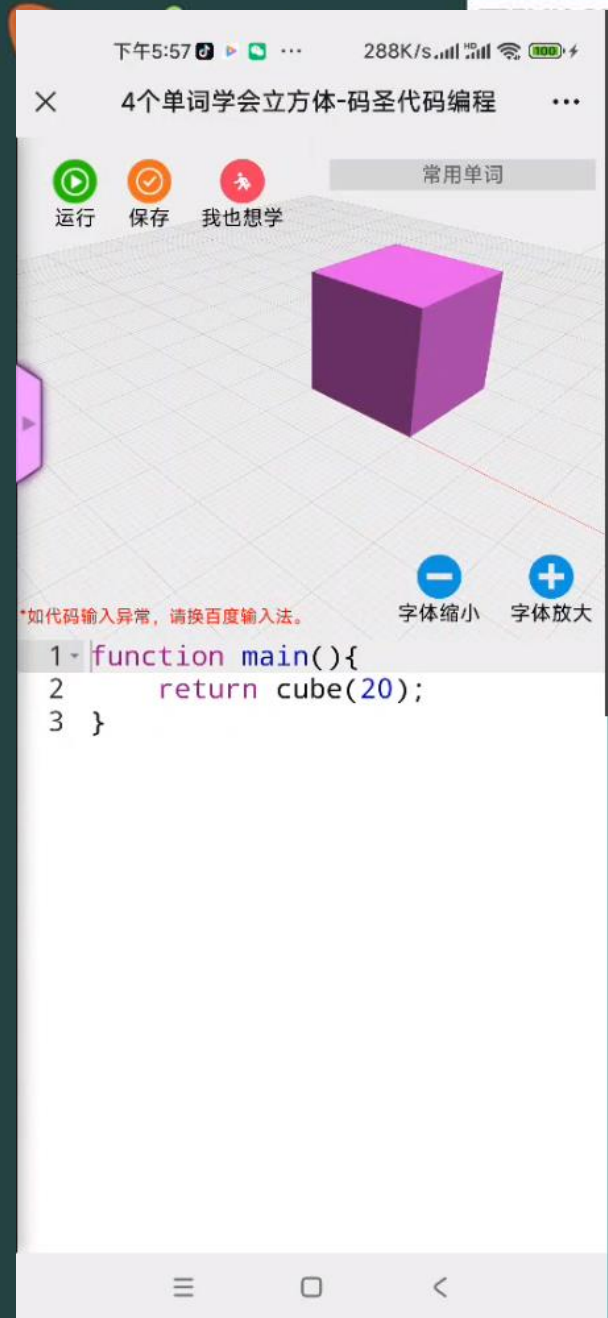 下午5:57 ··· 288K/s HD 100
4个单词学会立方体-码圣代码编程
常用单词
运行 保存 我也想学
字体缩小 字体放大
*如代码输入异常，请换百度输入法。
1 function main(){
2 return cube(20);
3 }